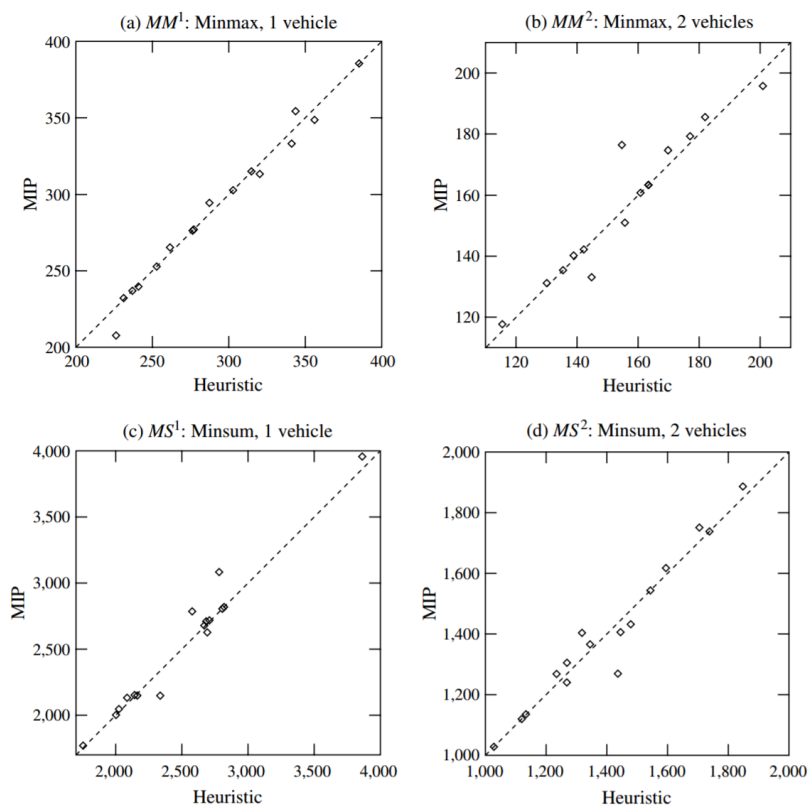 (a) MM¹: Minmax, 1 vehicle
400
350
300
250
200
MIP
200 250 300 350 400
Heuristic
(b) MM²: Minmax, 2 vehicles
200
180
160
140
120
MIP
120 140 160 180 200
Heuristic
(c) MS¹: Minsum, 1 vehicle
4,000
3,500
3,000
2,500
2,000
MIP
2,000 2,500 3,000 3,500 4,000
Heuristic
(d) MS²: Minsum, 2 vehicles
2,000
1,800
1,600
1,400
1,200
1,000
MIP
1,000 1,200 1,400 1,600 1,800 2,000
Heuristic